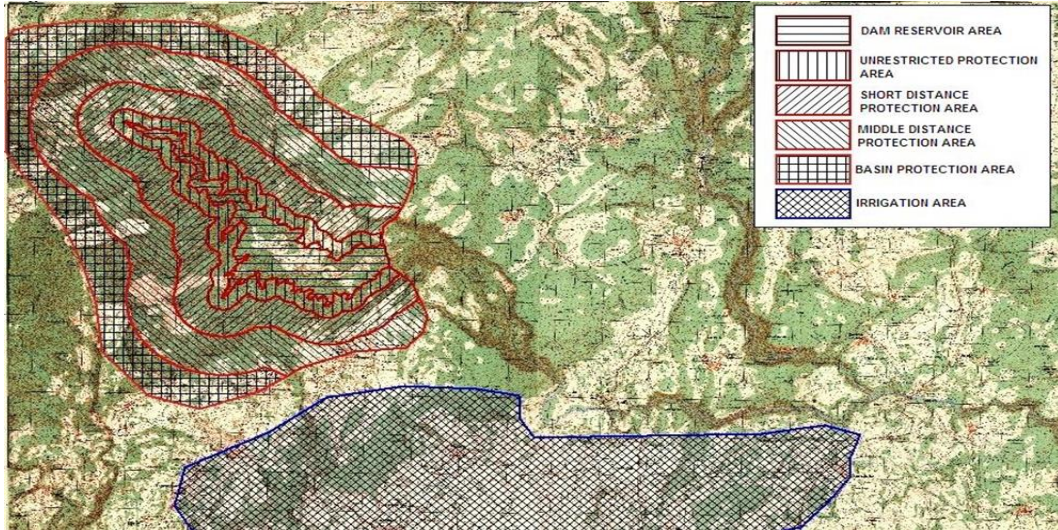 DAM RESERVOIR AREA
UNRESTRICTED PROTECTION
AREA
SHORT DISTANCE
PROTECTION AREA
MIDDLE DISTANCE
PROTECTION AREA
BASIN PROTECTION AREA
IRRIGATION AREA